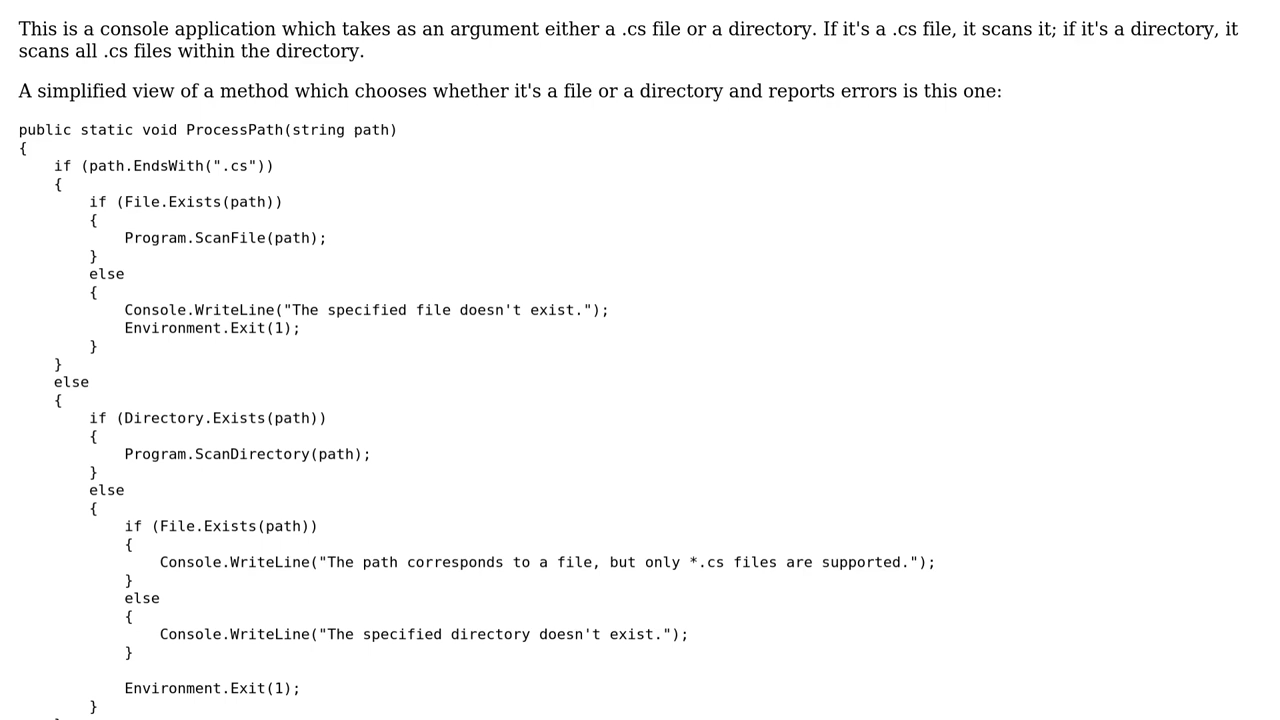 This is a console application which takes as an argument either a .cs file or a directory. If it's a .cs file, it scans it; if it's a directory, it
scans all .cs files within the directory.
A simplified view of a method which chooses whether it's a file or a directory and reports errors is this one:
public static void ProcessPath(string path)
{
    if (path.EndsWith(".cs"))
    {
        if (File.Exists(path))
        {
            Program.ScanFile(path);
        }
        else
        {
            Console.WriteLine("The specified file doesn't exist.");
            Environment.Exit(1);
        }
    }
    else
    {
        if (Directory.Exists(path))
        {
            Program.ScanDirectory(path);
        }
        else
        {
            if (File.Exists(path))
            {
                Console.WriteLine("The path corresponds to a file, but only *.cs files are supported.");
            }
            else
            {
                Console.WriteLine("The specified directory doesn't exist.");
            }

            Environment.Exit(1);
        }